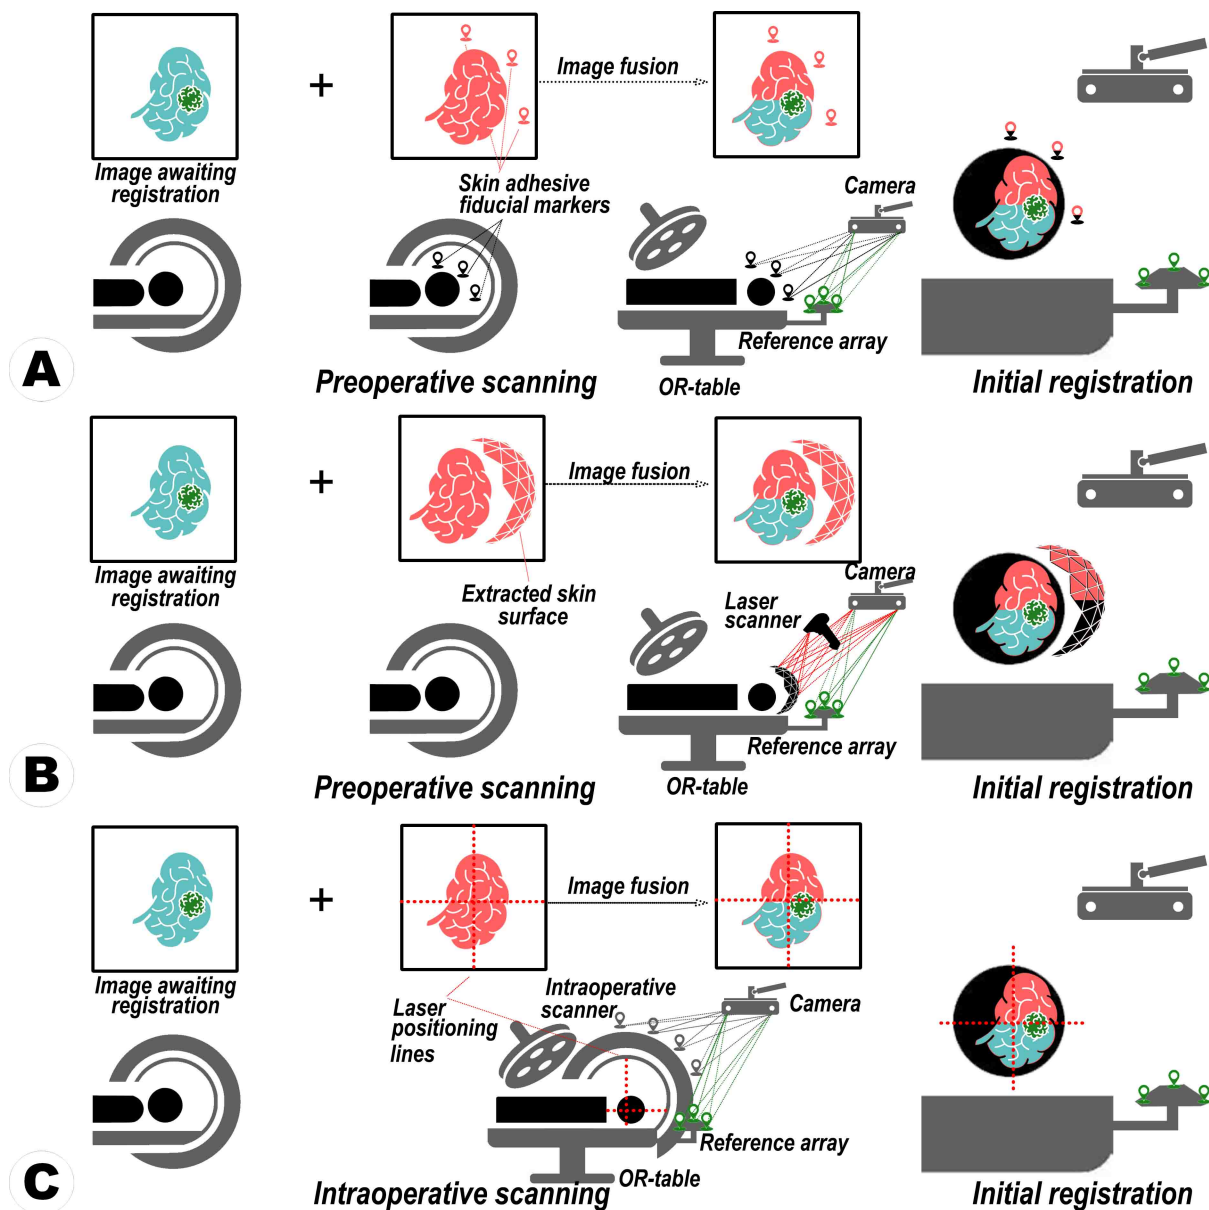 +
Image fusion
Image awaiting
registration
Skin adhesive
fiducial markers
Camera
Reference array
OR-table
A
Preoperative scanning
Initial registration
+
Image fusion
Image awaiting
registration
Extracted skin
surface
Camera
Laser
scanner
Reference array
OR-table
B
Preoperative scanning
Initial registration
+
Image fusion
Image awaiting
registration
Laser
positioning
lines
Intraoperative
scanner
Camera
Reference array
OR-table
C
Intraoperative scanning
Initial registration